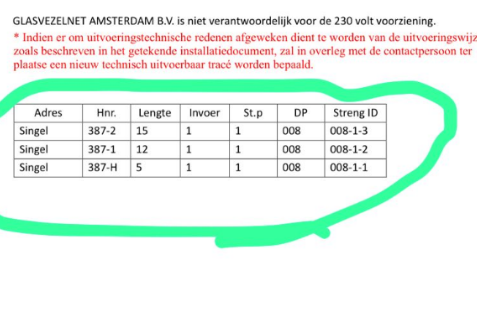 GLASVEZELNET AMSTERDAM B.V. is niet verantwoordelijk voor de 230 volt voorziening.
* Indien er om uitvoeringstechnische redenen afgeweken dient te worden van de uitvoeringswijz
zoals beschreven in het getekende installatiedocument, zal in overleg met de contactpersoon ter
plaatse een nieuw technisch uitvoerbaar tracé worden bepaald.
Adres Hnr. Lengte Invoer St.p DP Streng ID
Singel 387-2 15 1 1 008 008-1-3
Singel 387-1 12 1 1 008 008-1-2
Singel 387-H 5 1 1 008 008-1-1